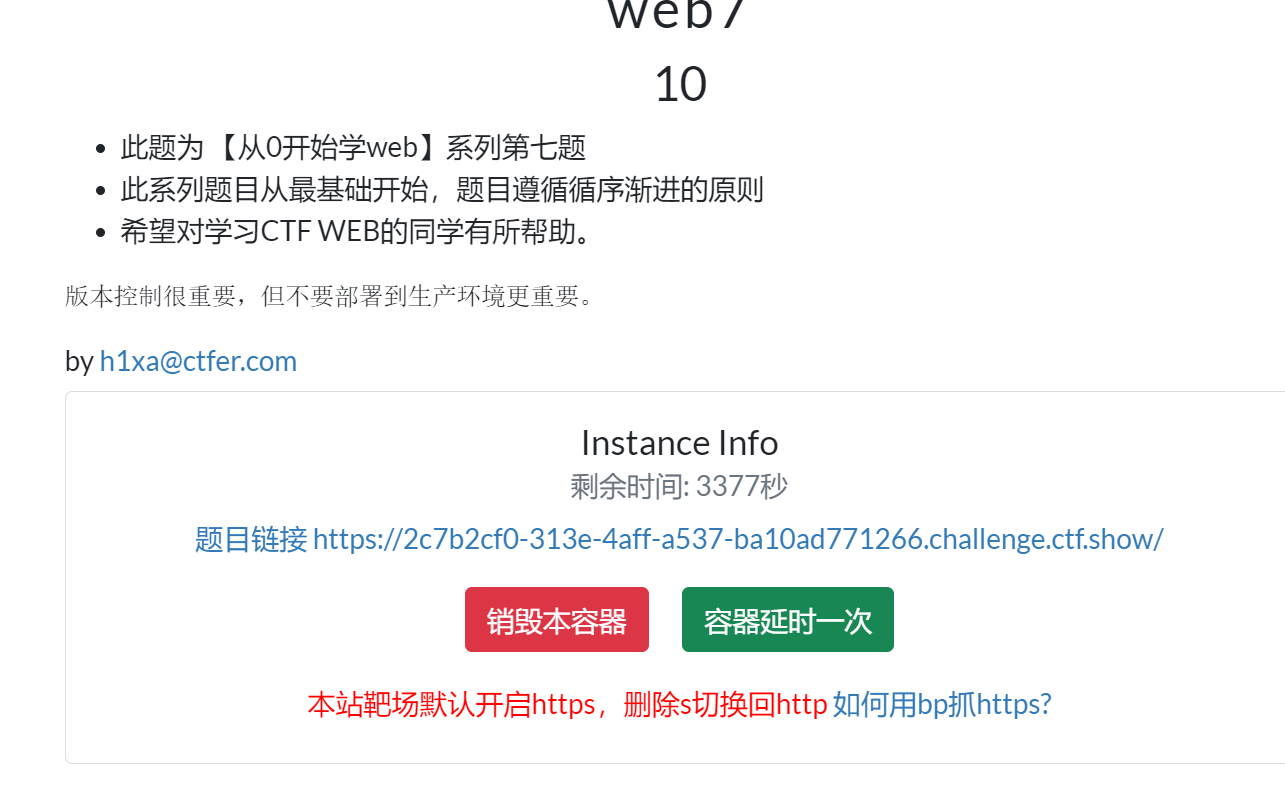 web7
10
此题为 【从0开始学web】系列第七题
此系列题目从最基础开始，题目遵循循序渐进的原则
希望对学习CTF WEB的同学有所帮助。
版本控制很重要，但不要部署到生产环境更重要。
by h1xa@ctfer.com
Instance Info
剩余时间: 3377秒
题目链接 https://2c7b2cf0-313e-4aff-a537-ba10ad771266.challenge.ctf.show/
销毁本容器 容器延时一次
本站靶场默认开启https，删除s切换回http 如何用bp抓https?